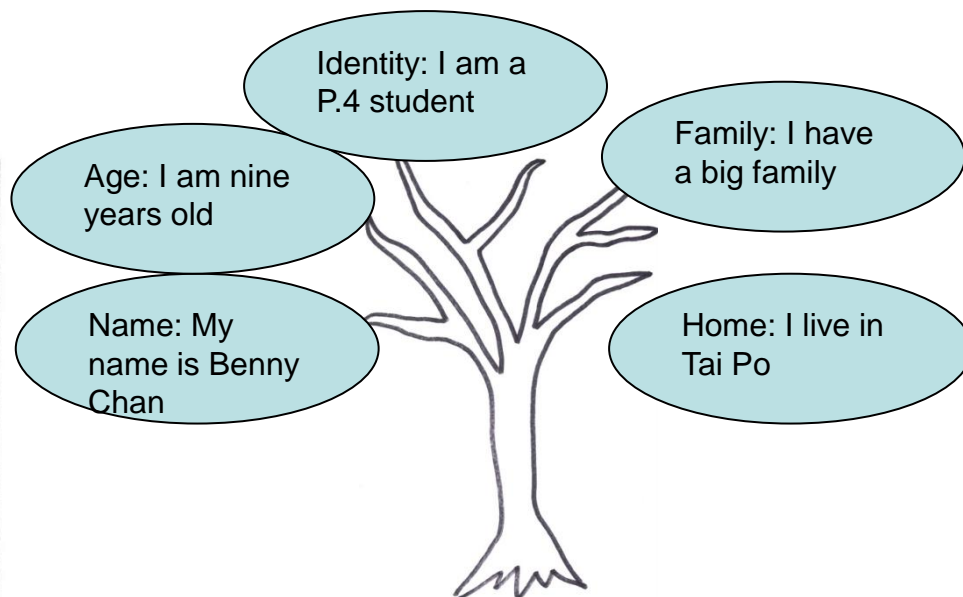 Identity: I am a
P.4 student
Age: I am nine
years old
Family: I have
a big family
Name: My
name is Benny
Chan
Home: I live in
Tai Po